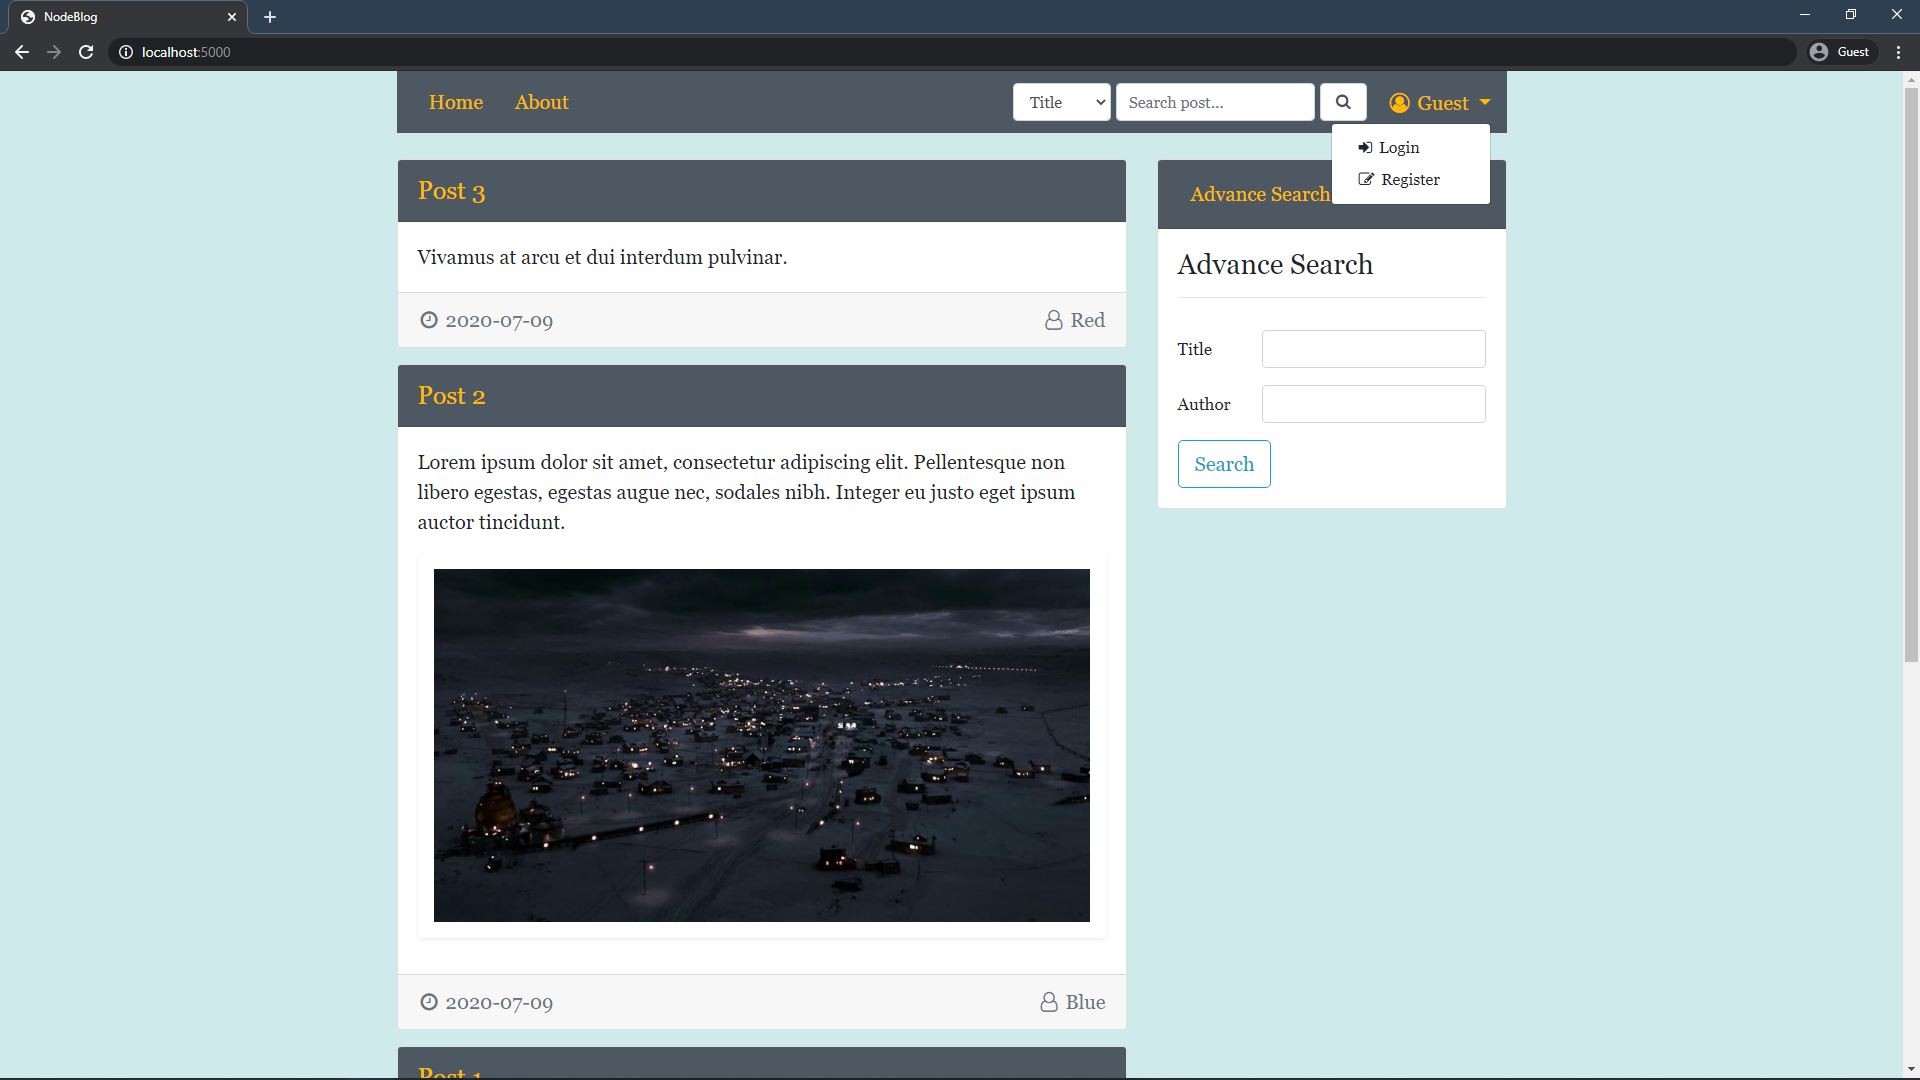 NodeBlog
localhost:5000
Guest
Home About Title Search post... Guest
Login
Register
Post 3
Vivamus at arcu et dui interdum pulvinar.
2020-07-09 Red
Post 2
Lorem ipsum dolor sit amet, consectetur adipiscing elit. Pellentesque non
libero egestas, egestas augue nec, sodales nibh. Integer eu justo eget ipsum
auctor tincidunt.
2020-07-09 Blue
Post 1
Advance Search
Advance Search
Title
Author
Search